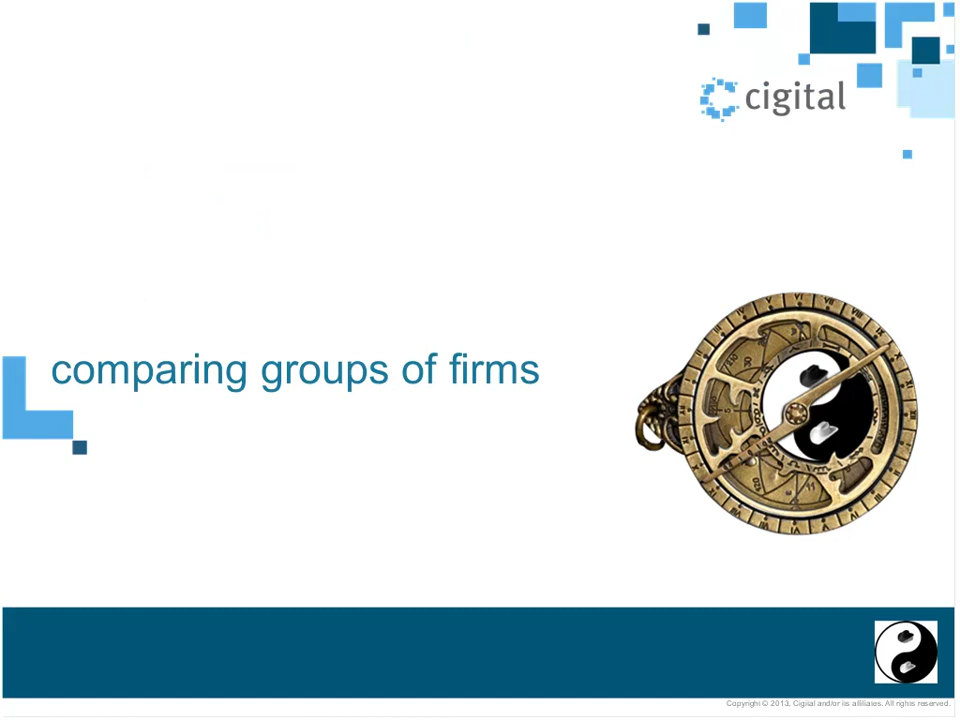 cigital
comparing groups of firms
Copyright © 2013, Cigital and/or its affiliates. All rights reserved.